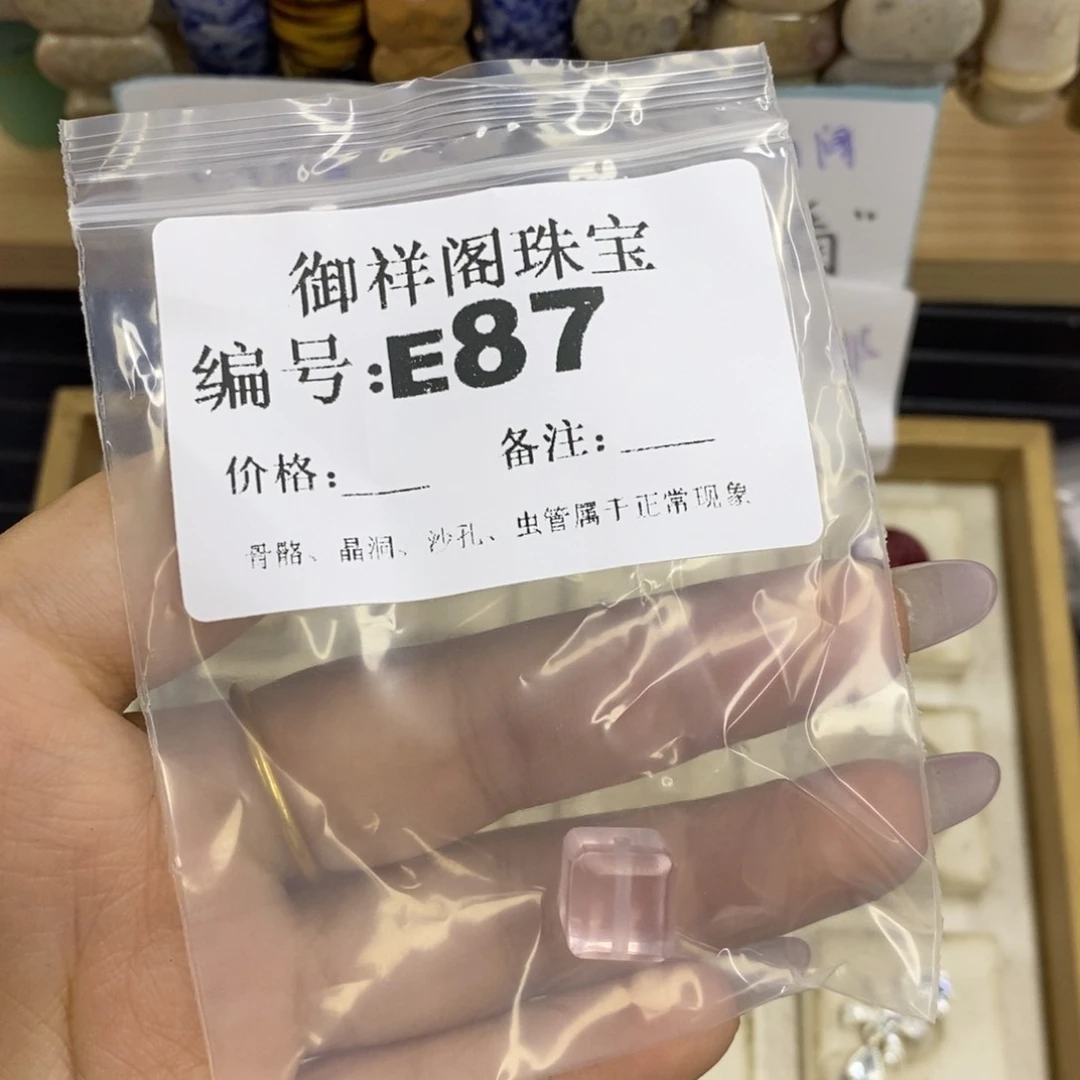 御祥阁珠宝
编号:E87
价格:___ 备注:____
骨骼、晶洞、沙孔、虫管属于正常现象